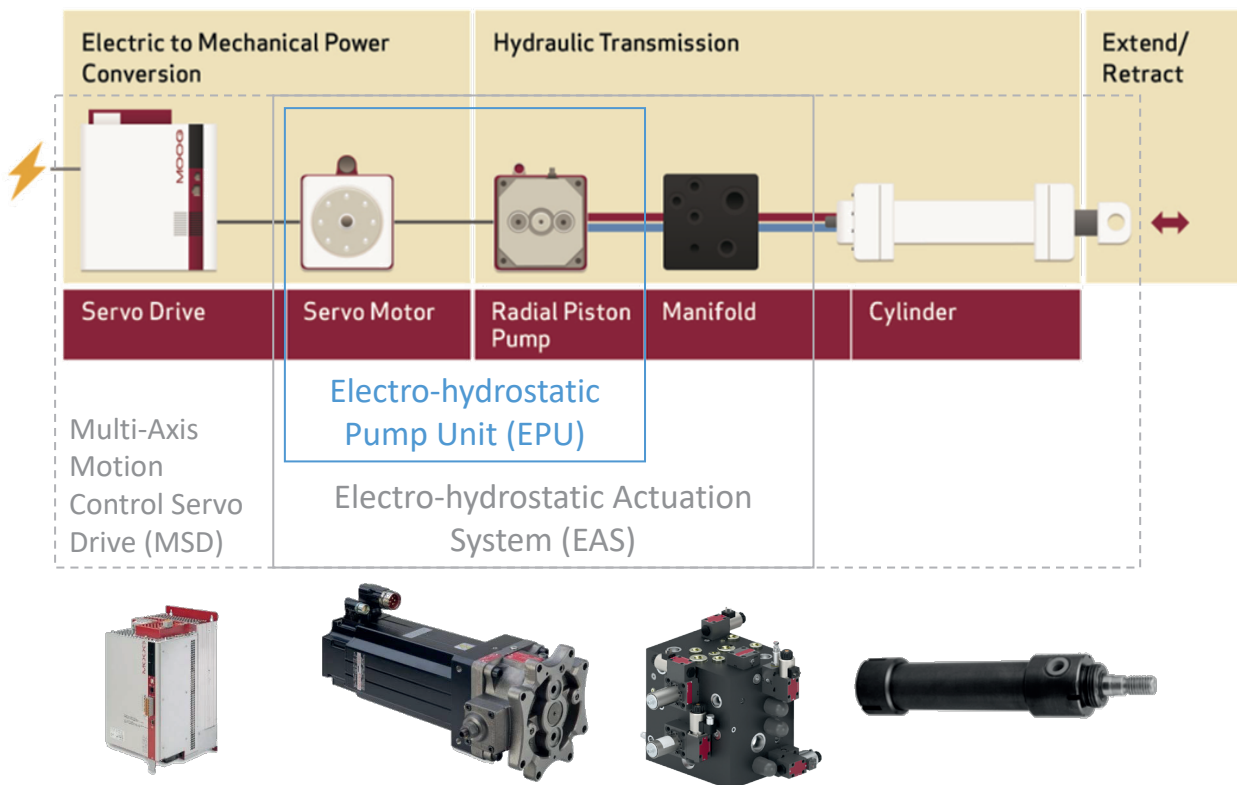 Electric to Mechanical Power
Conversion
Hydraulic Transmission
Extend/
Retract
MOOG
Servo Drive
Servo Motor
Radial Piston
Pump
Manifold
Cylinder
Electro-hydrostatic
Pump Unit (EPU)
Multi-Axis
Motion
Control Servo
Drive (MSD)
Electro-hydrostatic Actuation
System (EAS)
MOOG